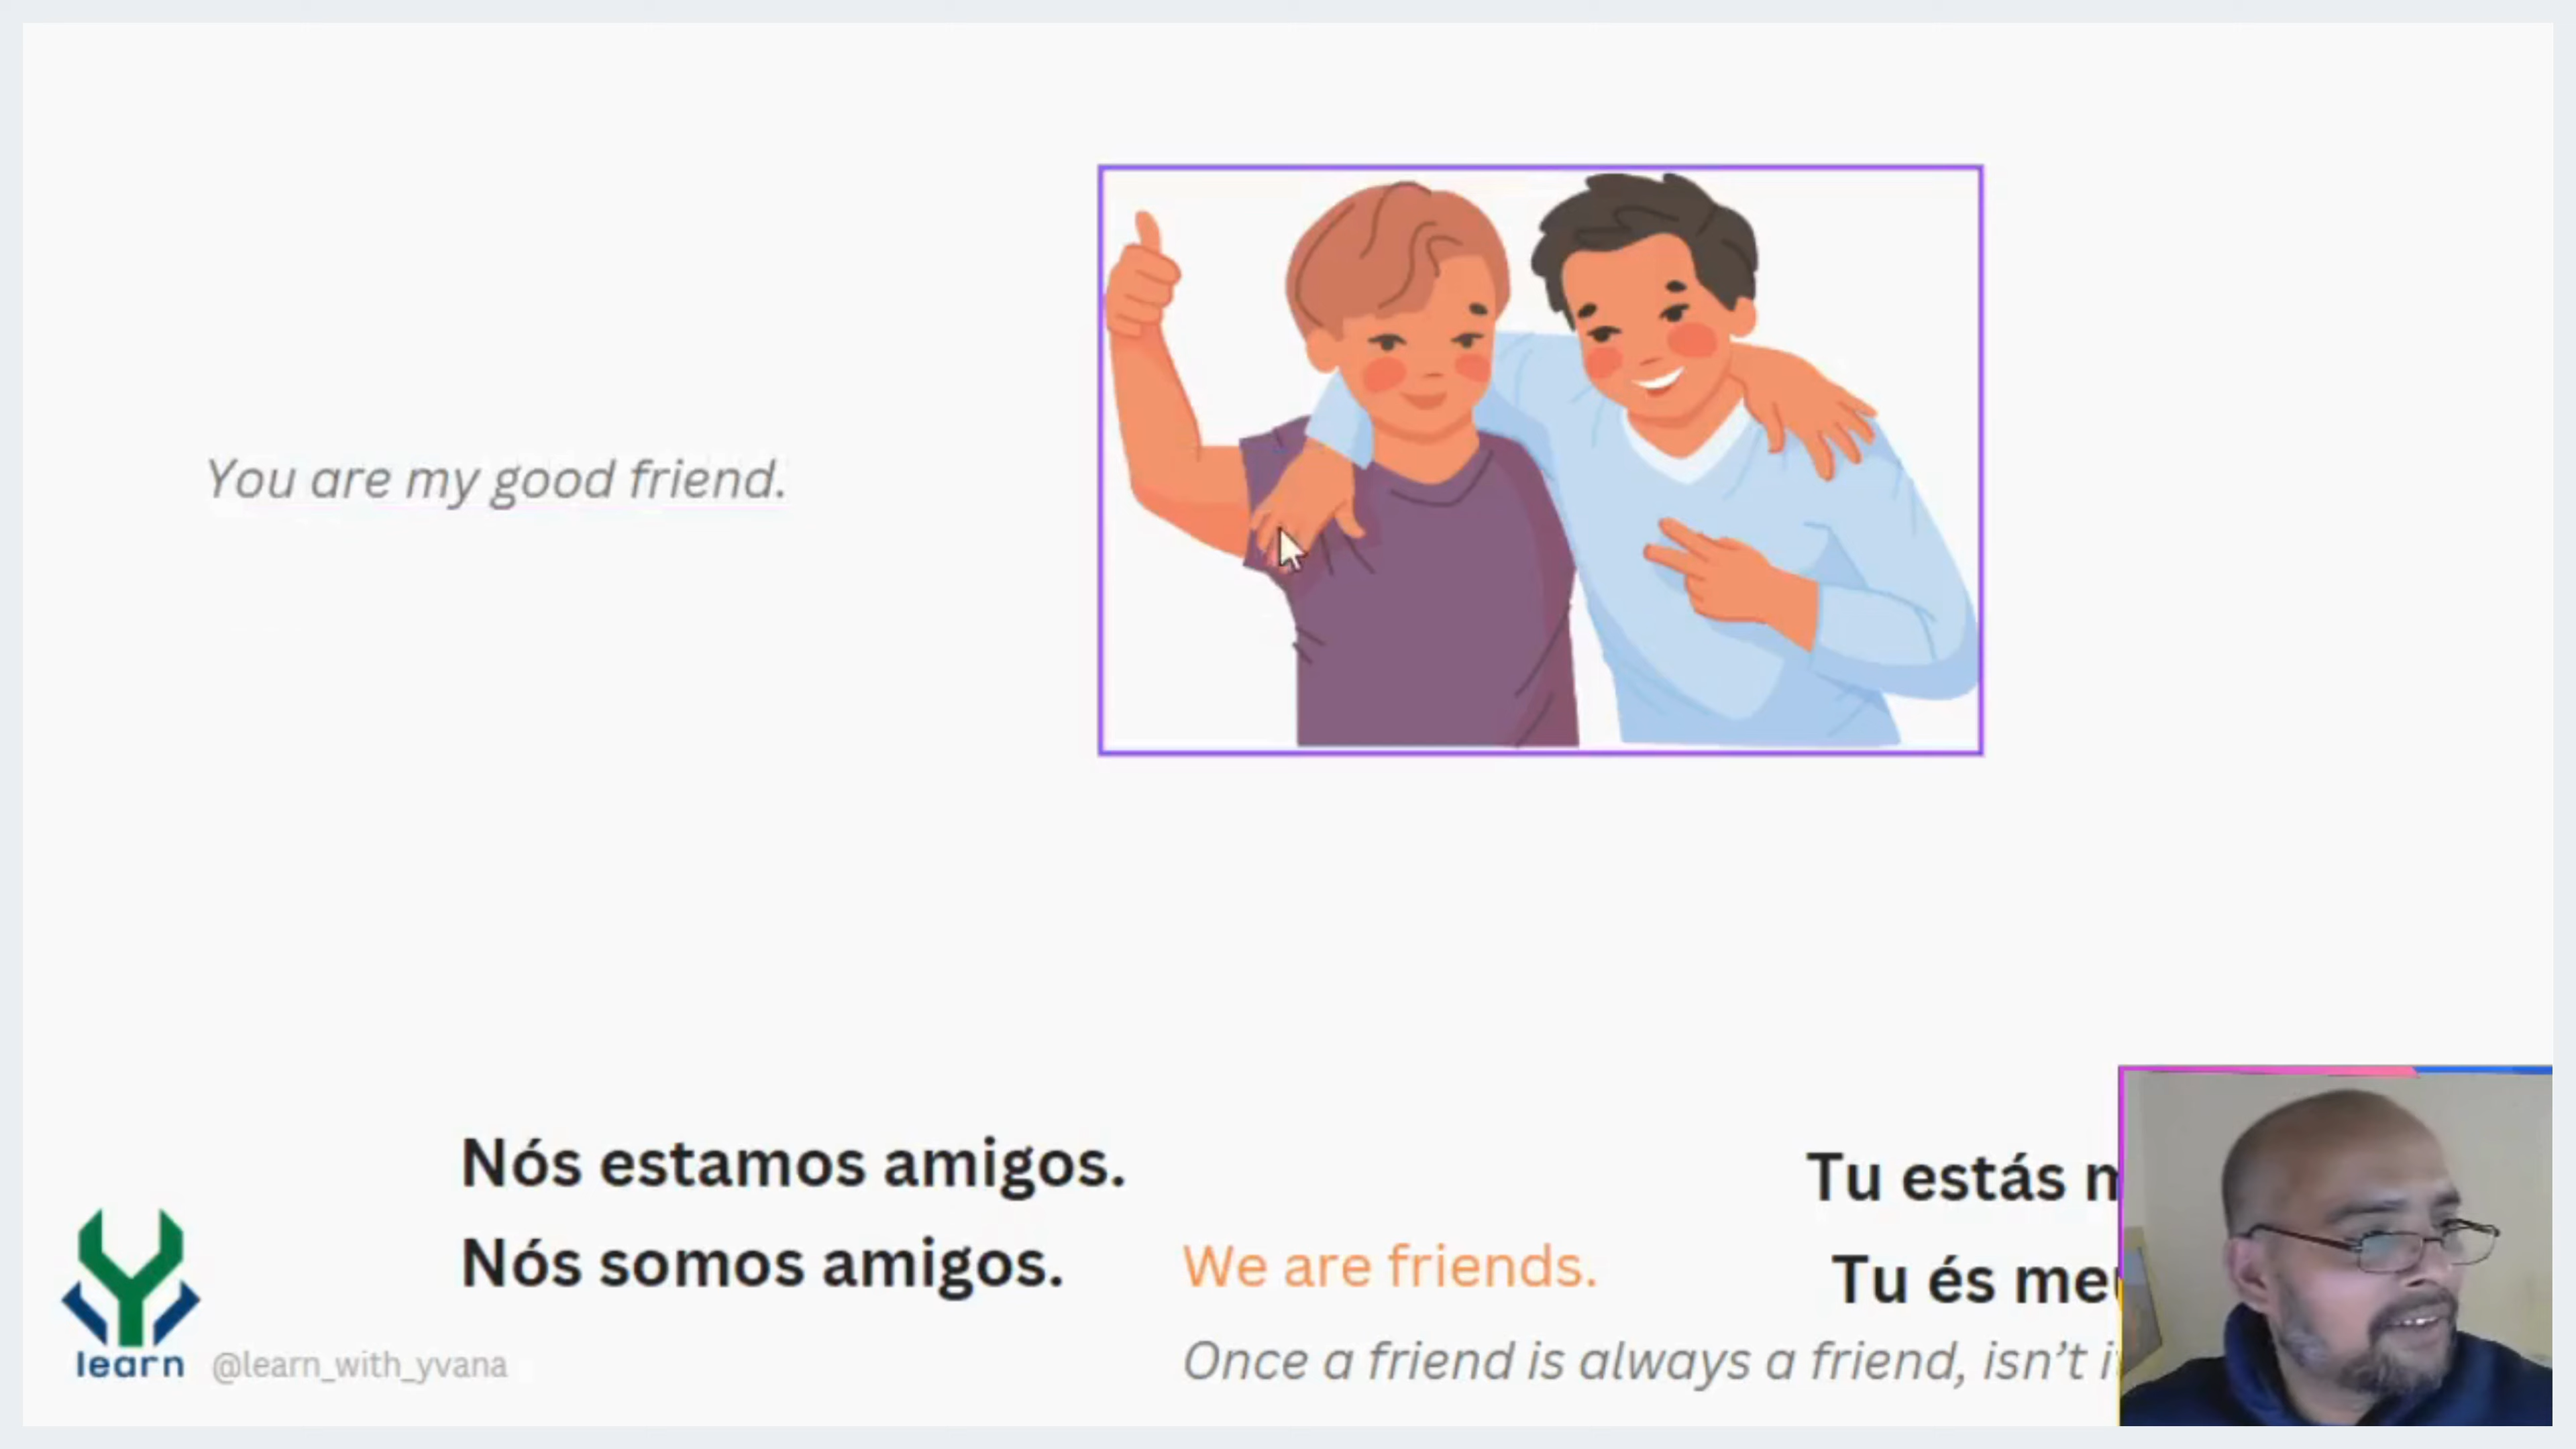 You are my good friend.
Nós estamos amigos.
Nós somos amigos.
We are friends.
Once a friend is always a friend, isn’t
Tu estás
Tu és
learn
@learn_with_yvana